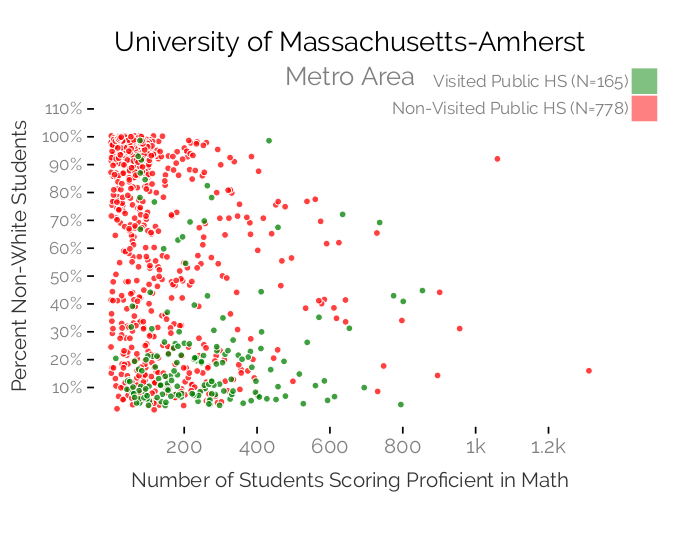 University of Massachusetts-Amherst
Metro Area
Visited Public HS (N=165)
Non-Visited Public HS (N=778)
Percent Non-White Students
110%
100%
90%
80%
70%
60%
50%
40%
30%
20%
10%
200 400 600 800 1k 1.2k
Number of Students Scoring Proficient in Math